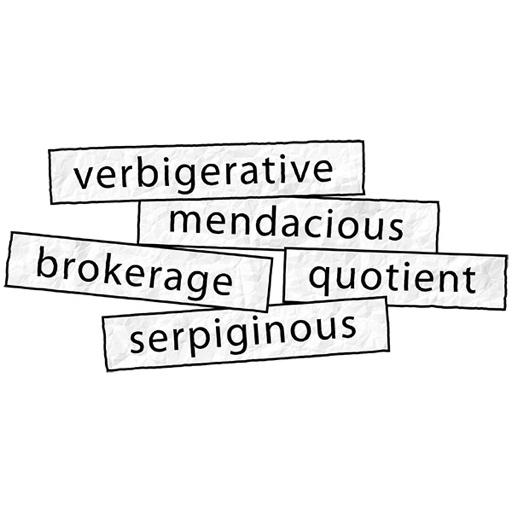 verbigerative
mendacious
brokerage
quotient
serpiginous